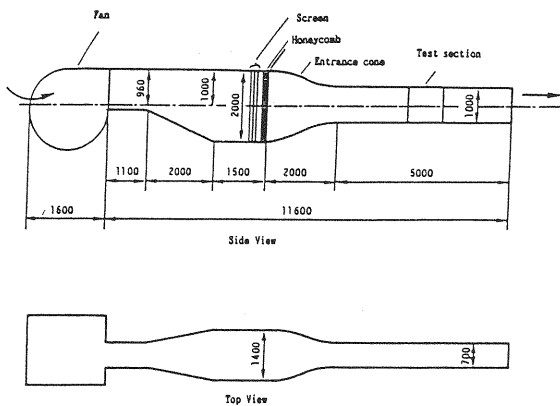 Screen
Fan
Honeycomb
Entrance cone
Test section
960
1000
2000
1000
1100
2000
1500
2000
5000
1600
11600
Side View
1400
700
Top View